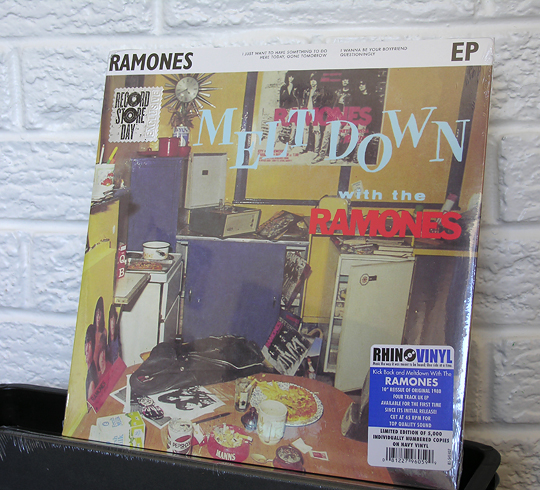 RAMONES
I JUST WANT TO HAVE SOMETHING TO DO
HERE TODAY, GONE TOMORROW
I WANNA BE YOUR BOYFRIEND
QUESTIONINGLY
EP
RECORD
STORE
DAY
RAMONES
MELTDOWN
with the
RAMONES
RHINO VINYL
Kick Back and Meltdown With The
RAMONES
10" REISSUE OF ORIGINAL 1980
FOUR TRACK UK EP
AVAILABLE FOR THE FIRST TIME
SINCE ITS INITIAL RELEASE!
CUT AT 45 RPM FOR
TOP QUALITY SOUND
LIMITED EDITION OF 5,000
INDIVIDUALLY NUMBERED COPIES
ON NAVY VINYL
MANNS